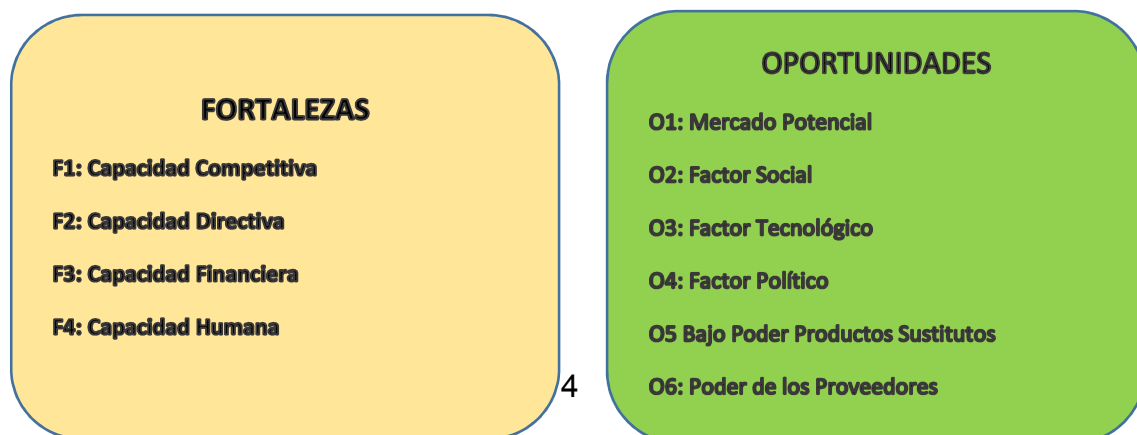 FORTALEZAS
F1: Capacidad Competitiva
F2: Capacidad Directiva
F3: Capacidad Financiera
F4: Capacidad Humana
4
OPORTUNIDADES
O1: Mercado Potencial
O2: Factor Social
O3: Factor Tecnológico
O4: Factor Político
O5 Bajo Poder Productos Sustitutos
O6: Poder de los Proveedores